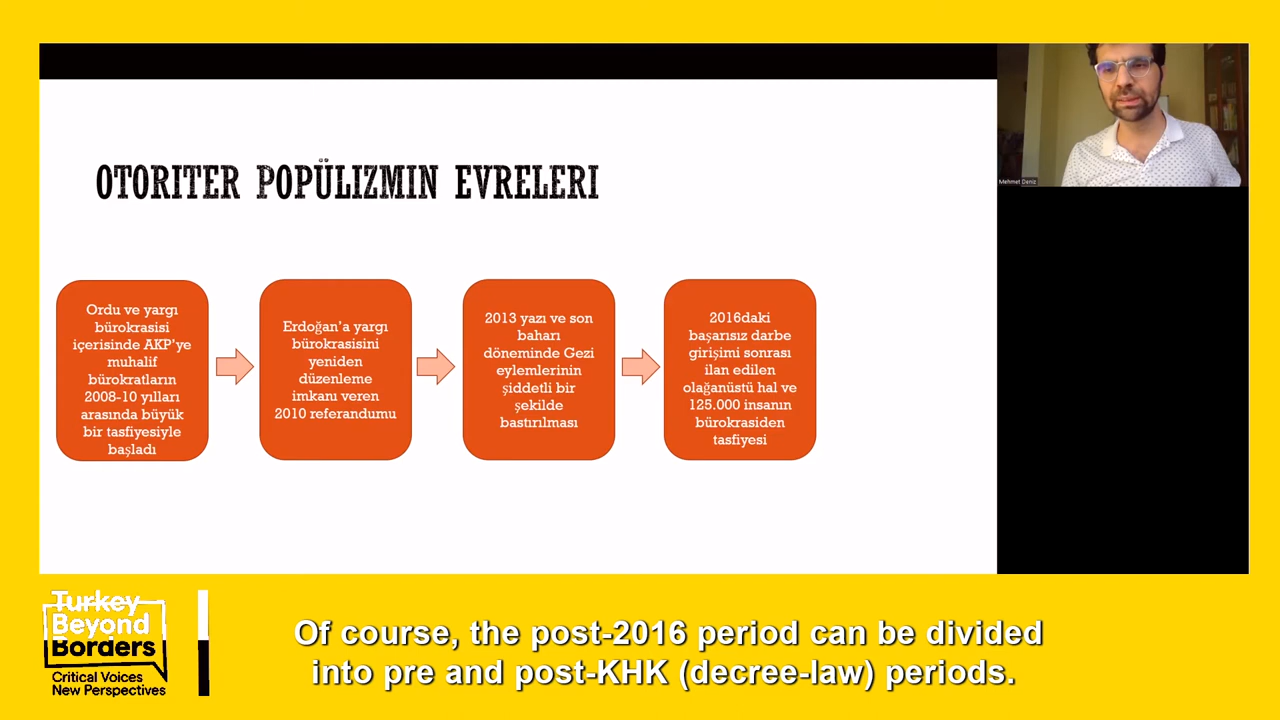 OTORITER POPÜLIZMIN EVRELERI
Ordu ve yargı
bürokrasisi
içerisinde AKP'ye
muhalif
bürokratların
2008-10 yılları
arasında büyük
bir tasfiyesiyle
başladı
Erdoğan'a yargı
bürokrasisini
yeniden
düzenleme
imkanı veren
2010 referandumu
2013 yazı ve son
baharı
döneminde Gezi
eylemlerinin
şiddetli bir
şekilde
bastırılması
2016daki
başarısız darbe
girişimi sonrası
ilan edilen
olağanüstü hal ve
125.000 insanın
bürokrasiden
tasfiyesi
Mehmet Deniz
Turkey
Beyond
Borders
Critical Voices
New Perspectives
Of course, the post-2016 period can be divided
into pre and post-KHK (decree-law) periods.